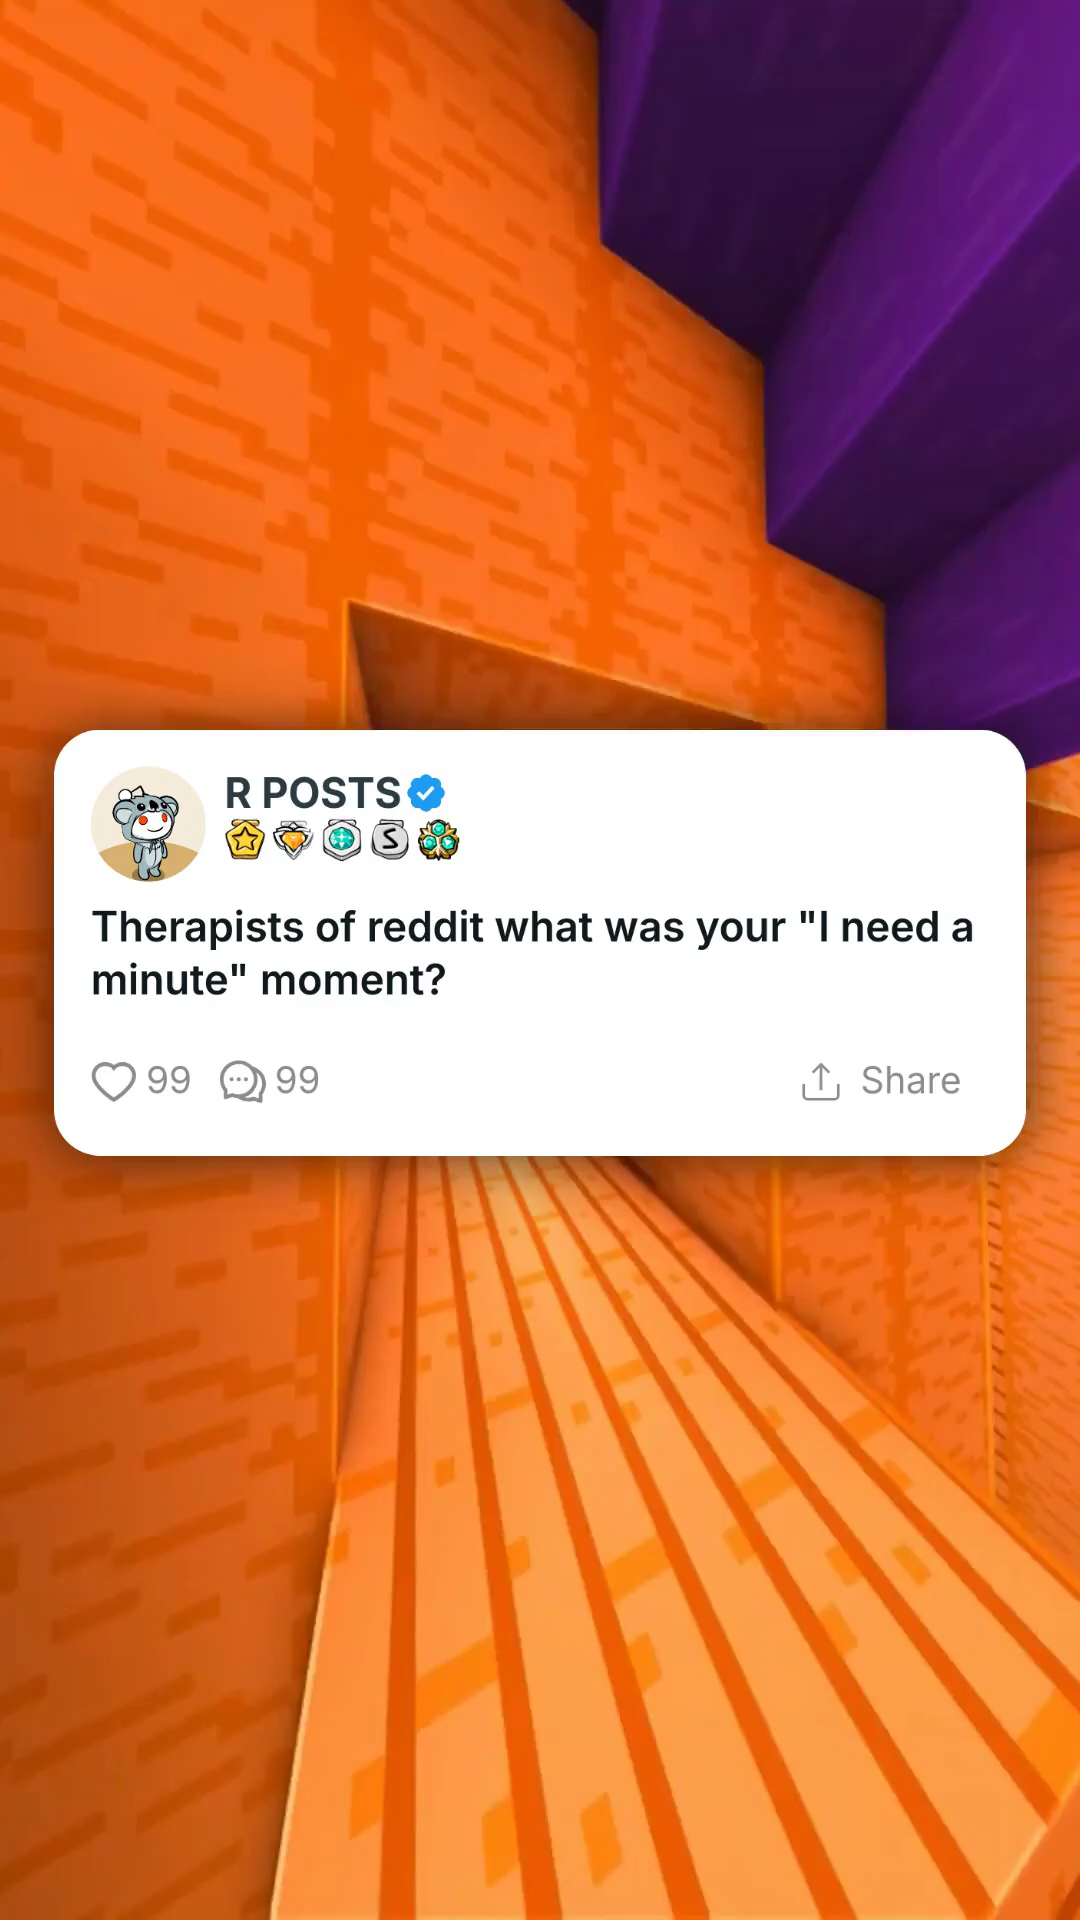 R POSTS
Therapists of reddit what was your "I need a
minute" moment?
99 99 Share